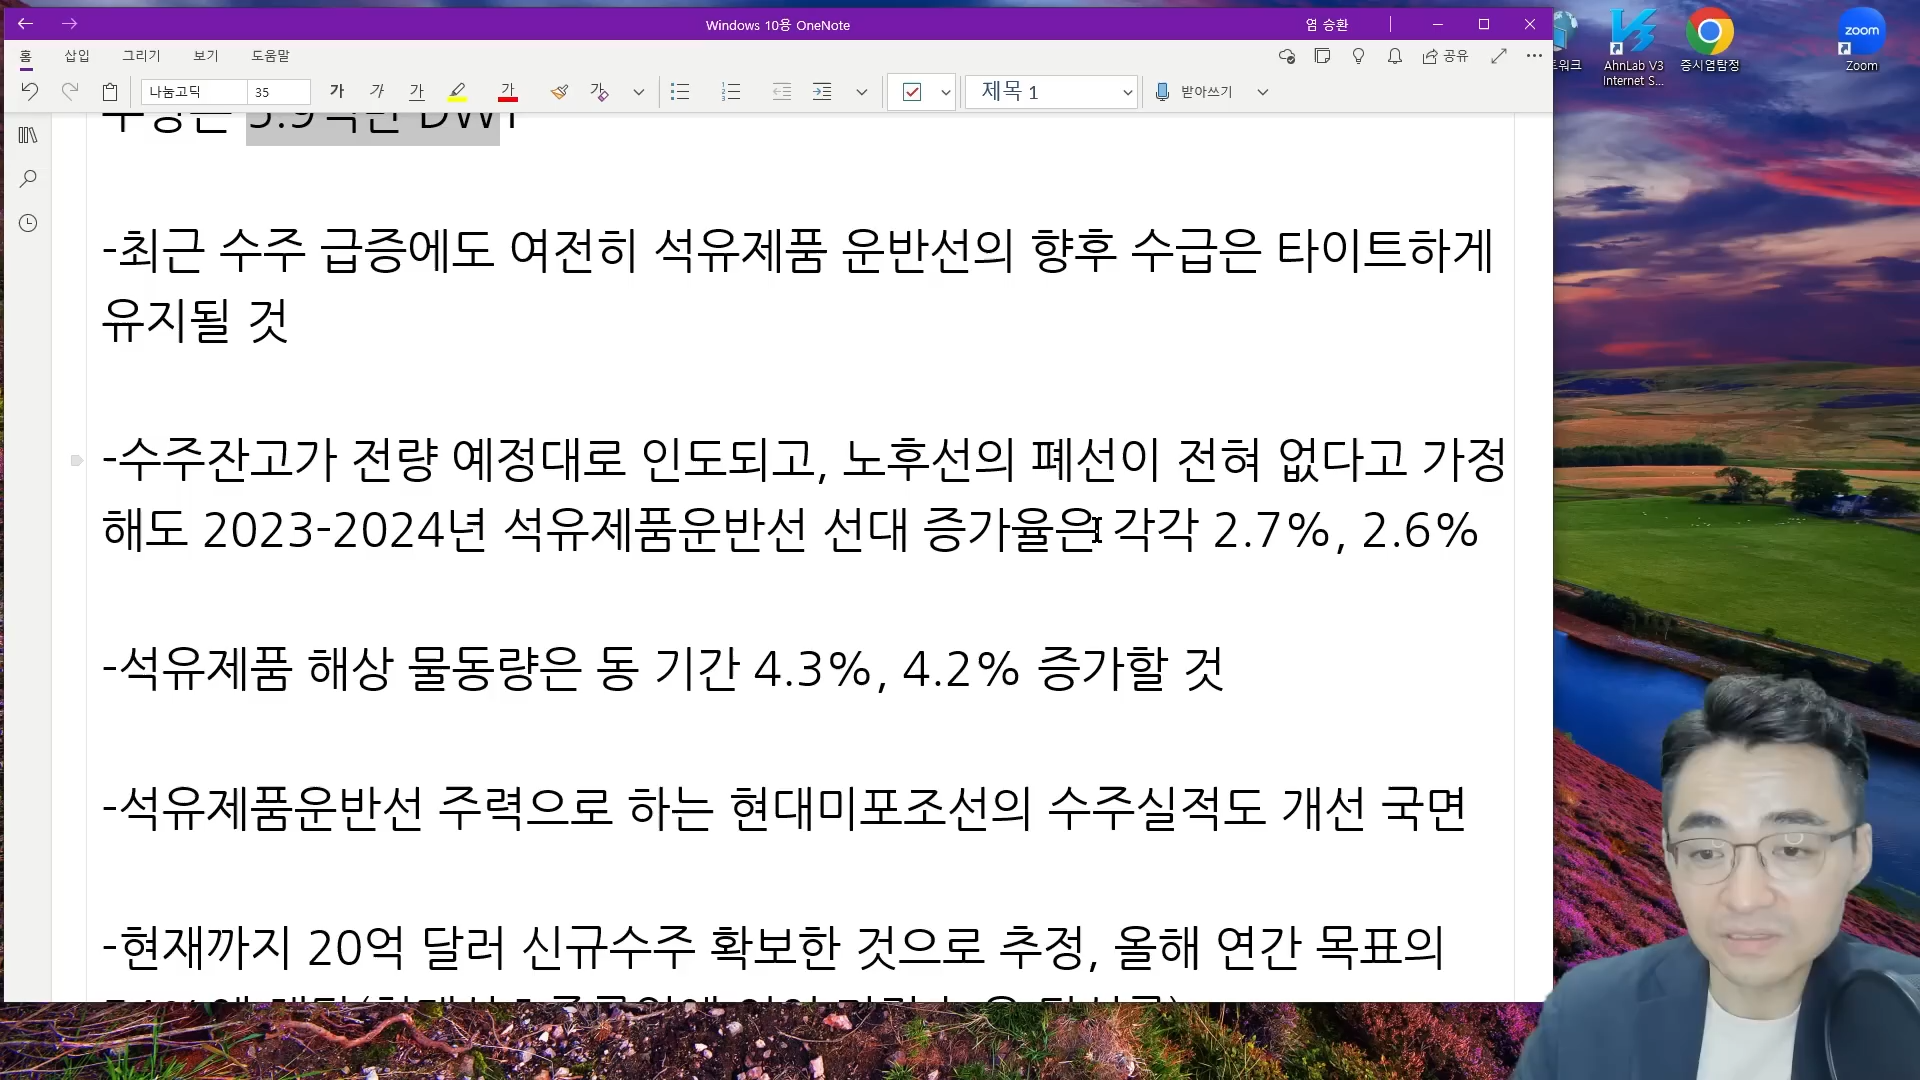 Windows 10용 OneNote
염 승환
홈 삽입 그리기 보기 도움말
공유
나눔고딕 35 가 가 가 가 가 제목 1 받아쓰기
AhnLab V3 Internet S...
증시염탐정
Zoom
zoom
-최근 수주 급증에도 여전히 석유제품 운반선의 향후 수급은 타이트하게
유지될 것
-수주잔고가 전량 예정대로 인도되고, 노후선의 폐선이 전혀 없다고 가정
해도 2023-2024년 석유제품운반선 선대 증가율은 각각 2.7%, 2.6%
-석유제품 해상 물동량은 동 기간 4.3%, 4.2% 증가할 것
-석유제품운반선 주력으로 하는 현대미포조선의 수주실적도 개선 국면
-현재까지 20억 달러 신규수주 확보한 것으로 추정, 올해 연간 목표의